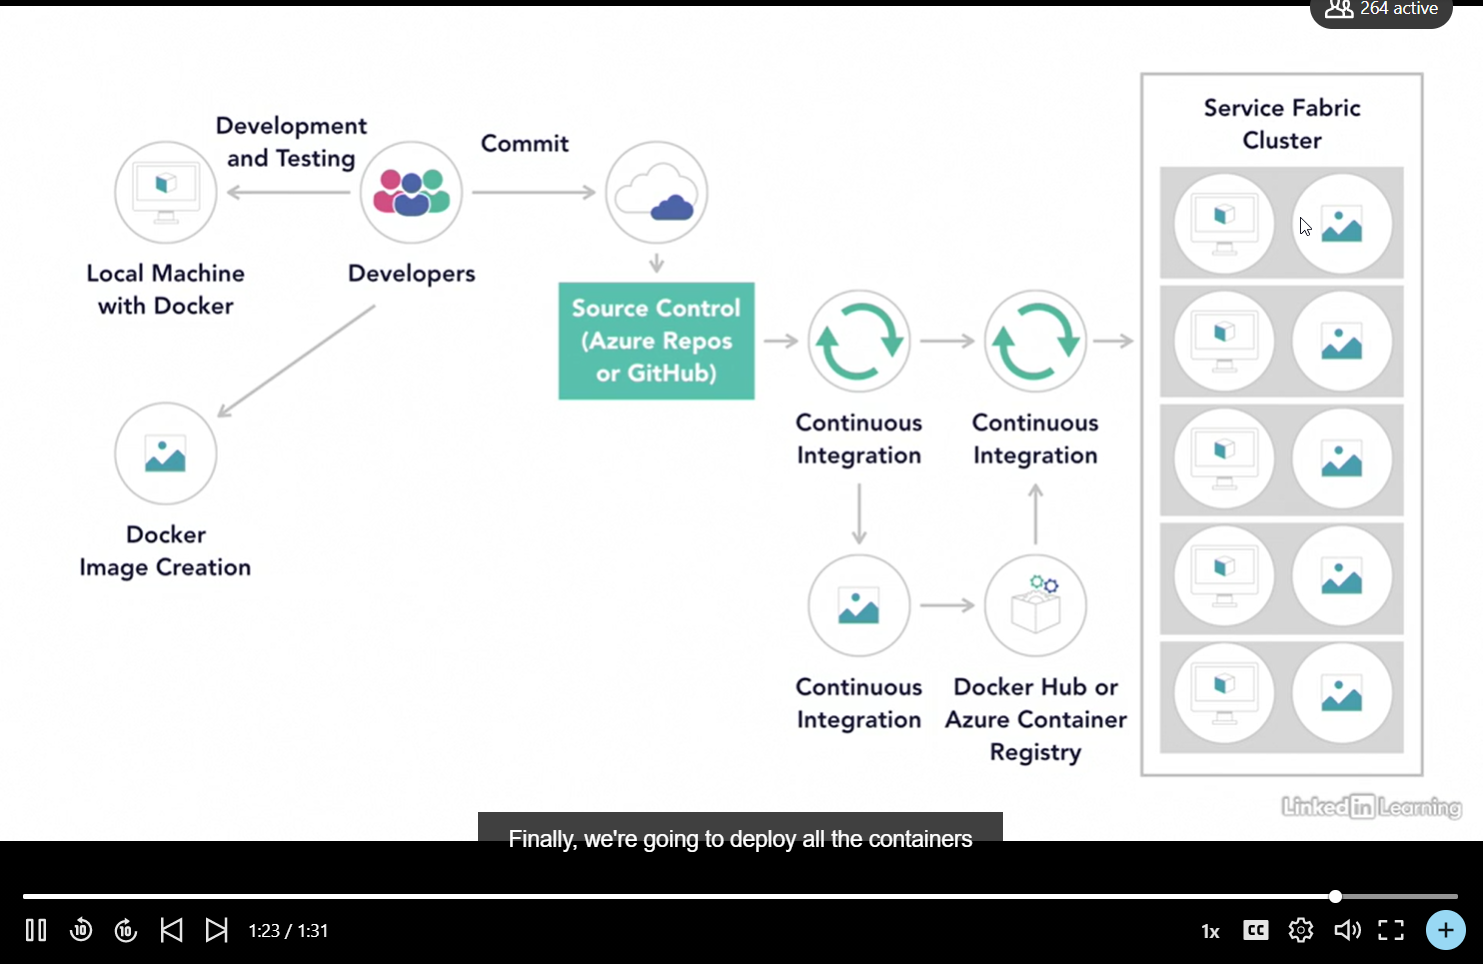 264 active
Development
and Testing
Commit
Service Fabric
Cluster
Local Machine
with Docker
Developers
Source Control
(Azure Repos
or GitHub)
Continuous
Integration
Continuous
Integration
Docker
Image Creation
Continuous
Integration
Docker Hub or
Azure Container
Registry
Linked in Learning
Finally, we're going to deploy all the containers
10
10
1:23 / 1:31
1x
CC